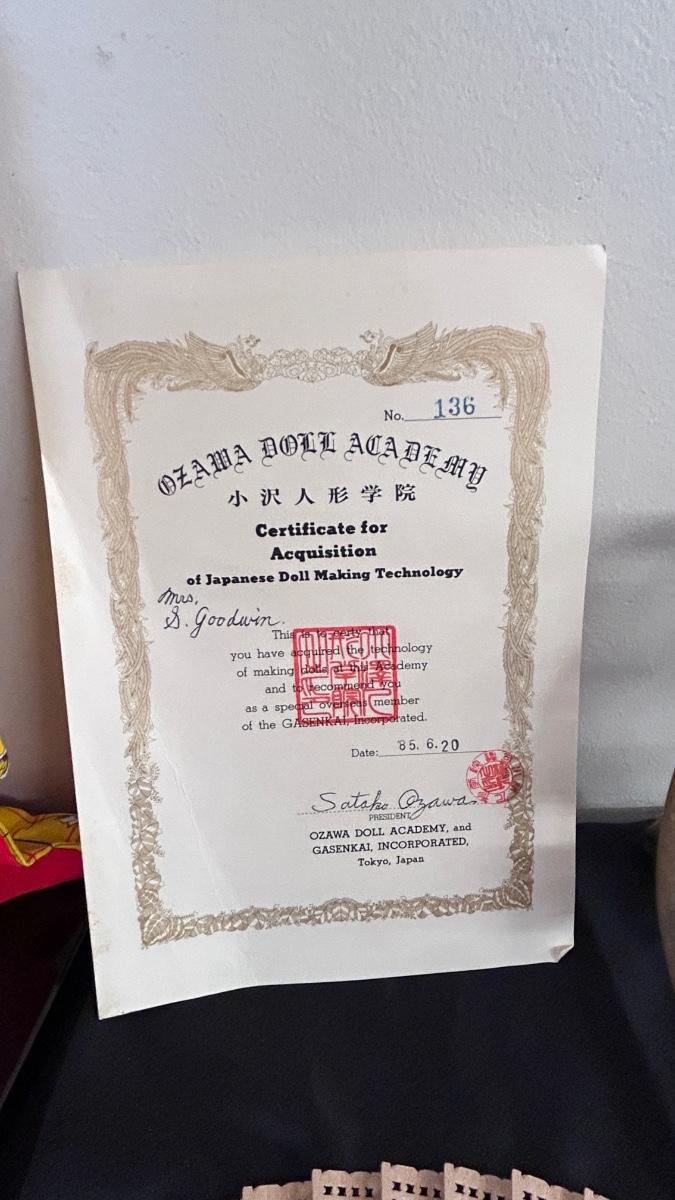 No. 136
OZAWA DOLL ACADEMY
小沢人形学院
Certificate for
Acquisition
of Japanese Doll Making Technology
Mrs,
S. Goodwin.
This is to certy that
you have acquired the technology
of making dolls at this Academy
and to recommend you
as a special overseas member
of the GASENKAI, Incorporated.
Date: '85. 6.20
Satoko Ozawa
PRESIDENT,
OZAWA DOLL ACADEMY, and
GASENKAI, INCORPORATED,
Tokyo, Japan